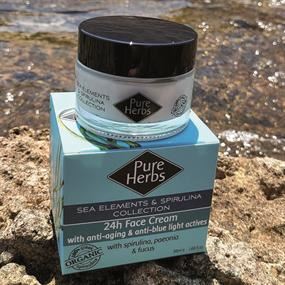 Pure
Herbs
SEA ELEMENTS
& SPIRULINA
COLLECTION
Pure
Herbs
SEA ELEMENTS & SPIRULINA
COLLECTION
24h Face Cream
with anti-aging & anti-blue light actives
with spirulina, paeonia
& fucus
ORGANIC